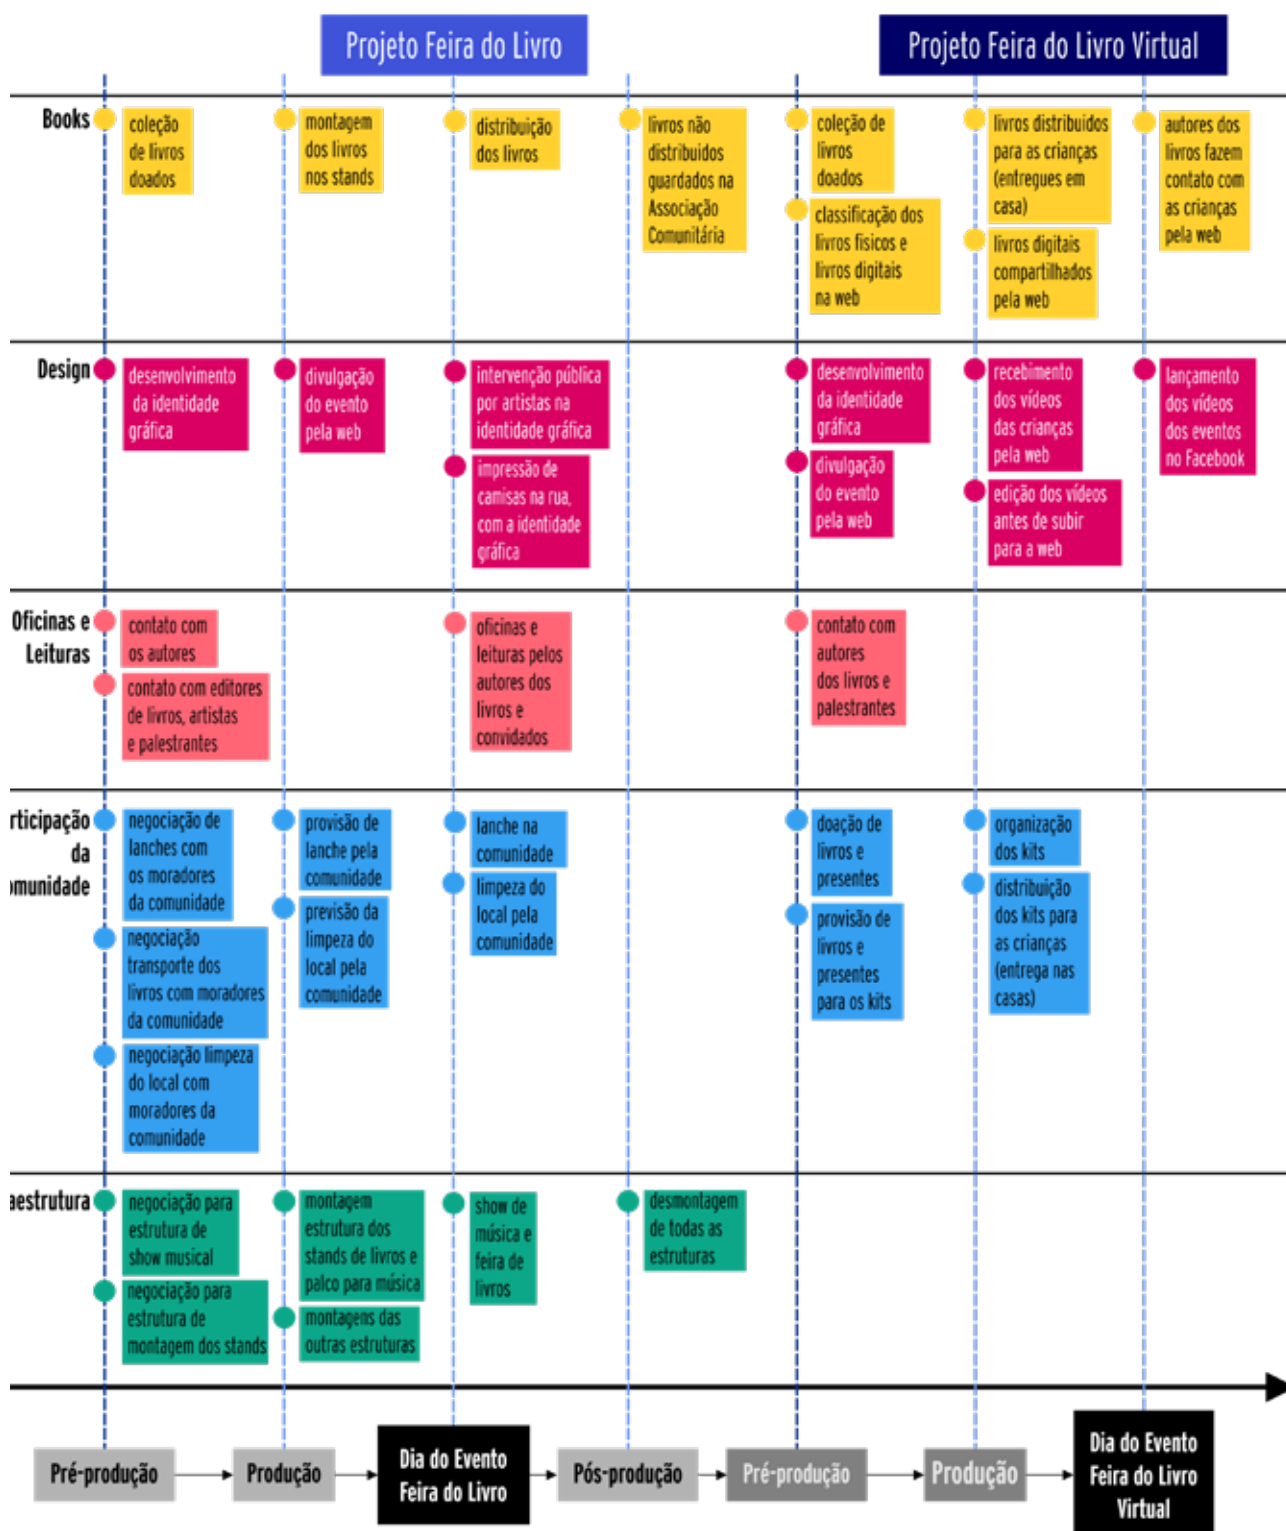 Projeto Feira do Livro
Projeto Feira do Livro Virtual
Books
coleção
de livros
doados
montagem
dos livros
nos stands
distribuição
dos livros
livros não
distribuidos
guardados na
Associação
Comunitária
coleção de
livros
doados
classificação dos
livros fisicos e
livros digitais
na web
livros distribuidos
para as crianças
(entregues em
casa)
livros digitais
compartilhados
pela web
autores dos
livros fazem
contato com
as crianças
pela web
Design
desenvolvimento
da identidade
gráfica
divulgação
do evento
pela web
intervenção pública
por artistas na
identidade gráfica
impressão de
camisas na rua,
com a identidade
gráfica
desenvolvimento
da identidade
gráfica
divulgação
do evento
pela web
recebimento
dos vídeos
das crianças
pela web
edição dos vídeos
antes de subir
para a web
lançamento
dos vídeos
dos eventos
no Facebook
Oficinas e
Leituras
contato com
os autores
contato com editores
de livros, artistas
e palestrantes
oficinas e
leituras pelos
autores dos
livros e
convidados
contato com
autores
dos livros e
palestrantes
rticipação
da
omunidade
negociação de
lanches com
os moradores
da comunidade
negociação
transporte dos
livros com moradores
da comunidade
negociação limpeza
do local com
moradores da
comunidade
provisão de
lanche pela
comunidade
previsão da
limpeza do
local pela
comunidade
lanche na
comunidade
limpeza do
local pela
comunidade
doação de
livros e
presentes
provisão de
livros e
presentes
para os kits
organização
dos kits
distribuição
dos kits para
as crianças
(entrega nas
casas)
aestrutura
negociação para
estrutura de
show musical
negociação para
estrutura de
montagem dos stands
montagem
estrutura dos
stands de livros e
palco para música
montagens das
outras estruturas
show de
música e
feira de
livros
desmontagem
de todas as
estruturas
Pré-produção
Produção
Dia do Evento
Feira do Livro
Pós-produção
Pré-produção
Produção
Dia do Evento
Feira do Livro
Virtual